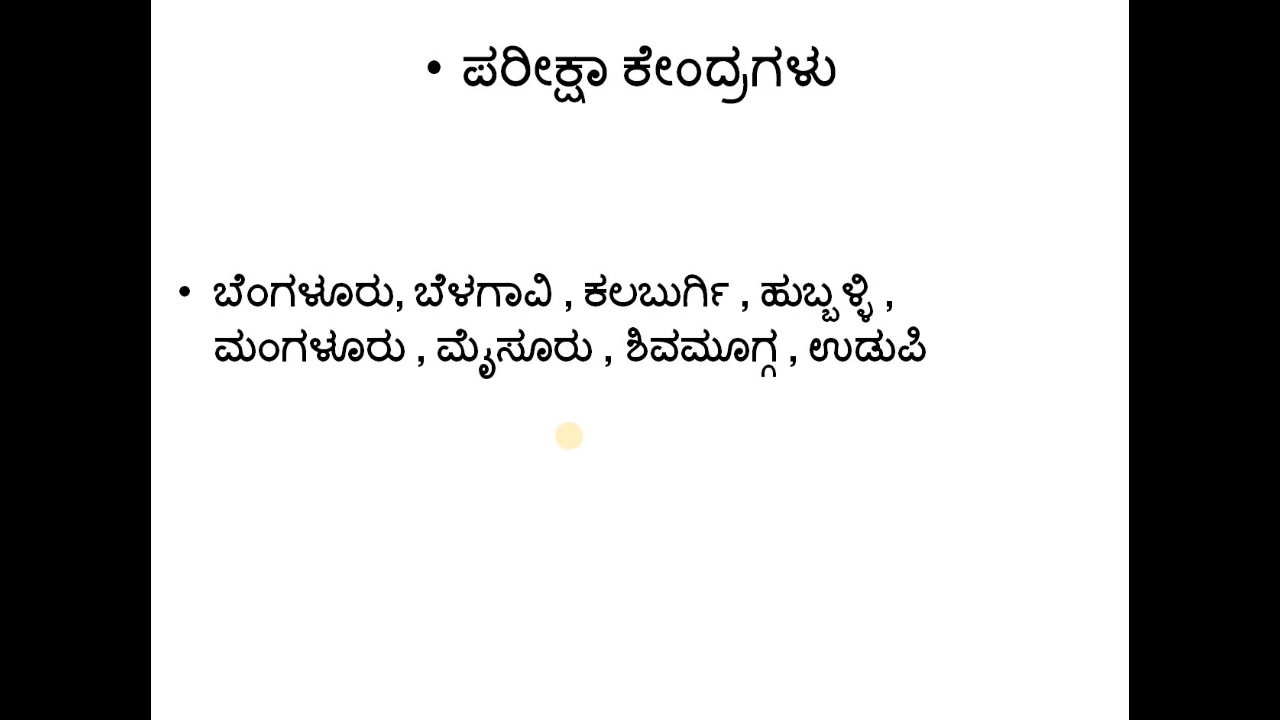 • ಪರೀಕ್ಷಾ ಕೇಂದ್ರಗಳು
• ಬೆಂಗಳೂರು, ಬೆಳಗಾವಿ , ಕಲಬುರ್ಗಿ , ಹುಬ್ಬಳ್ಳಿ ,
ಮಂಗಳೂರು , ಮೈಸೂರು , ಶಿವಮೂಗ್ಗ , ಉಡುಪಿ